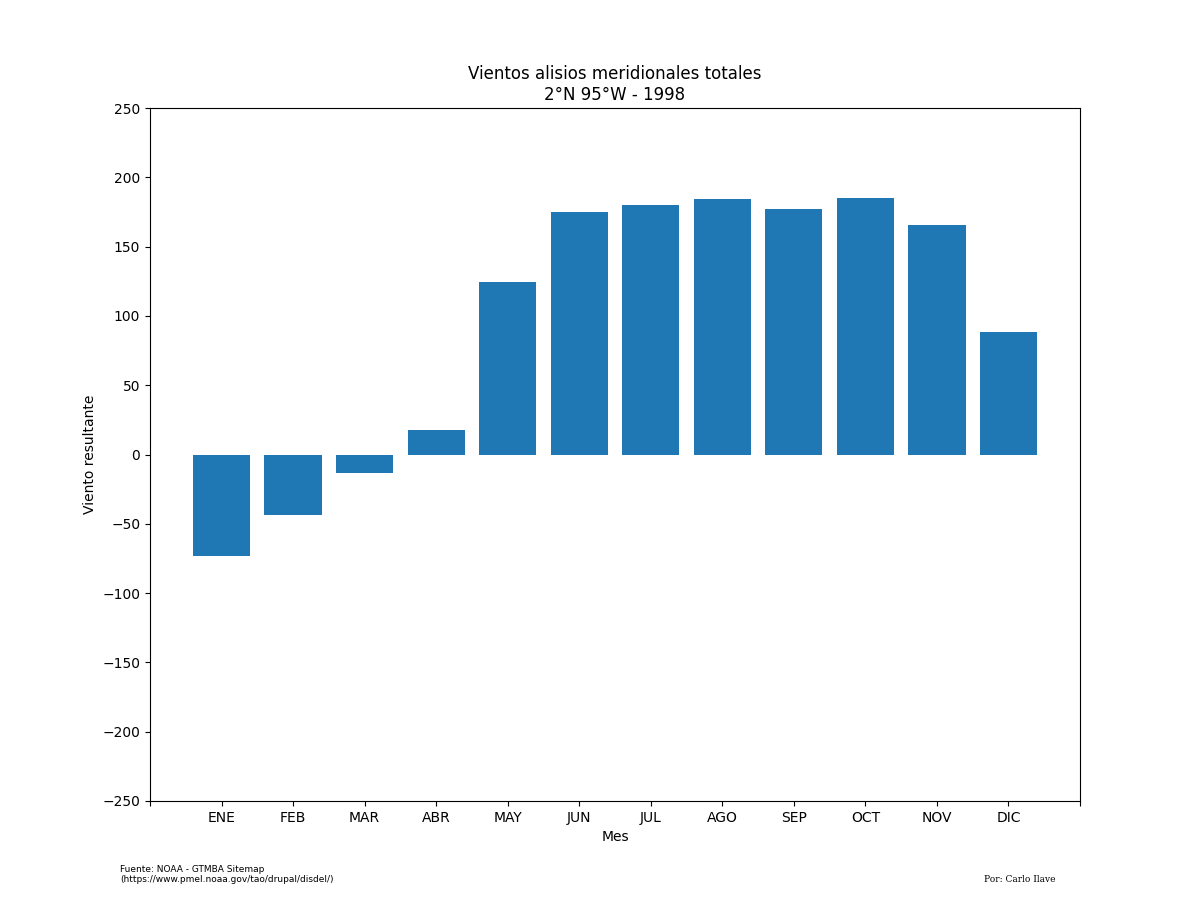 Vientos alisios meridionales totales
2°N 95°W - 1998
250
200
150
100
50
0
−50
−100
−150
−200
−250
Viento resultante
ENE FEB MAR ABR MAY JUN JUL AGO SEP OCT NOV DIC
Mes
Fuente: NOAA - GTMBA Sitemap
(https://www.pmel.noaa.gov/tao/drupal/disdel/)
Por: Carlo Ilave